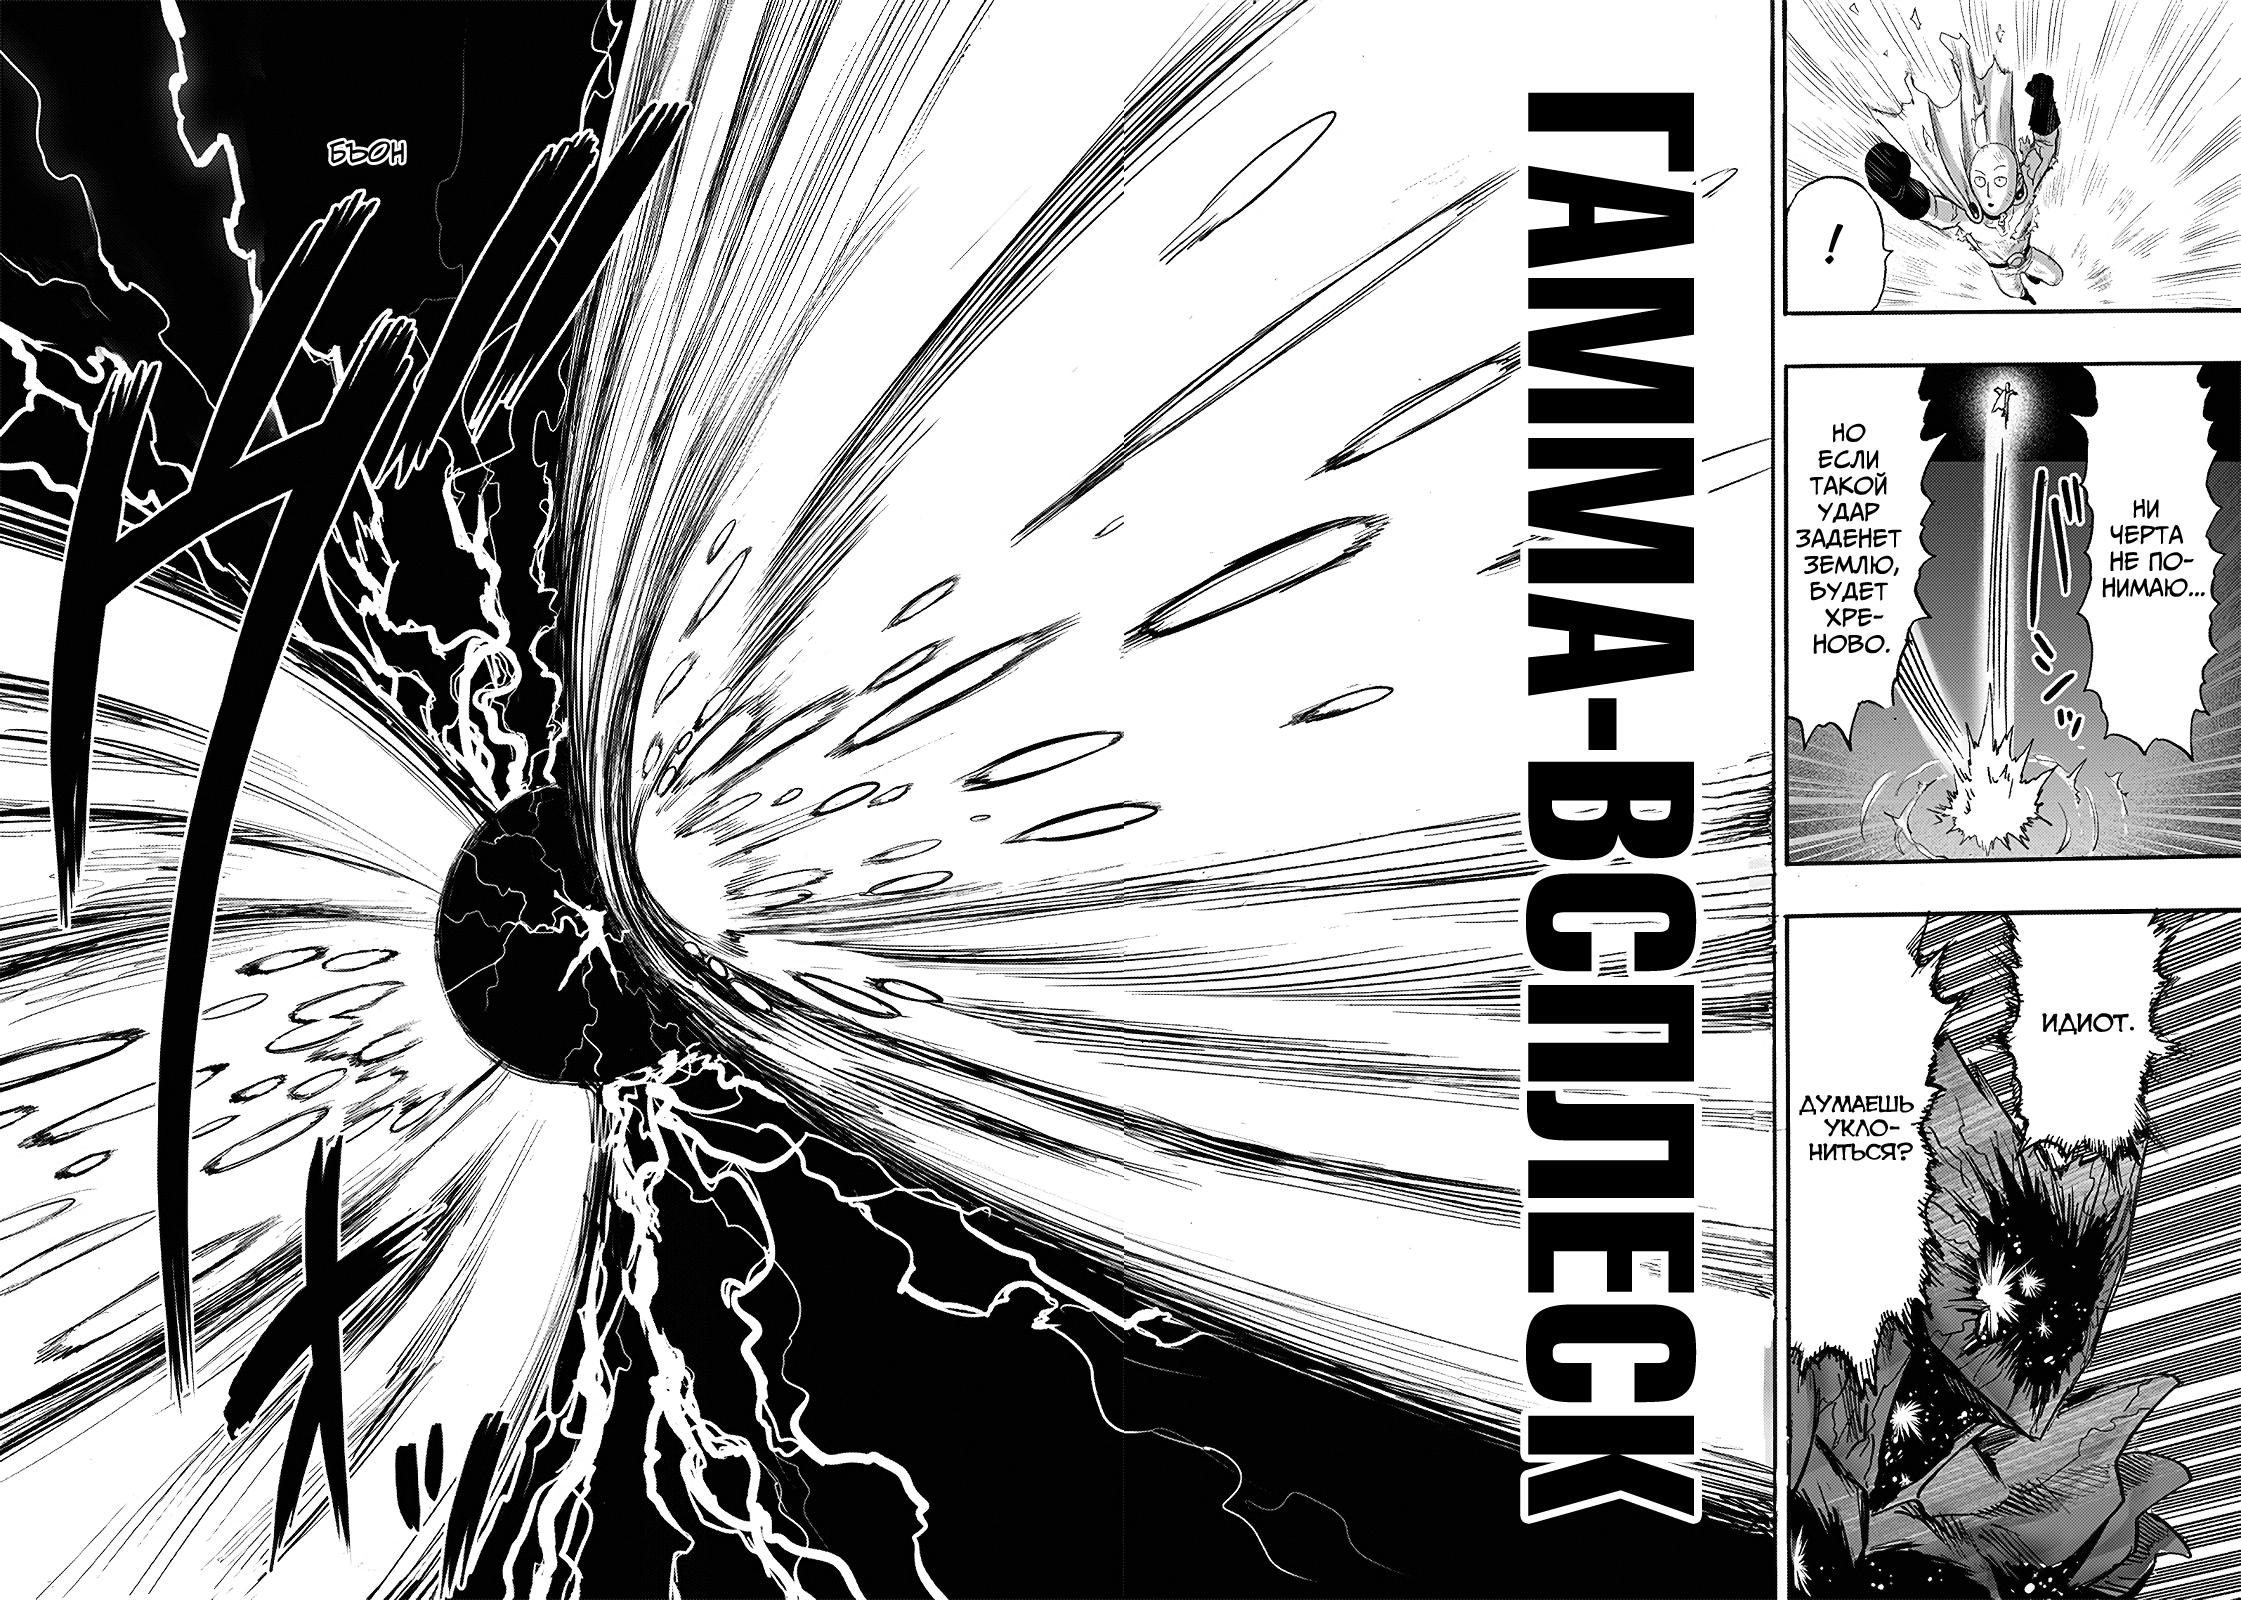 !
НИ
ЧЕРТА
НЕ ПО-
НИМАЮ...
НО
ЕСЛИ
ТАКОЙ
УДАР
ЗАДЕНЕТ
ЗЕМЛЮ,
БУДЕТ
ХРЕ-
НОВО.
ИДИОТ.
ДУМАЕШЬ
УКЛО-
НИТЬСЯ?
ГАММА-ВСПЛЕСК
БЬОН